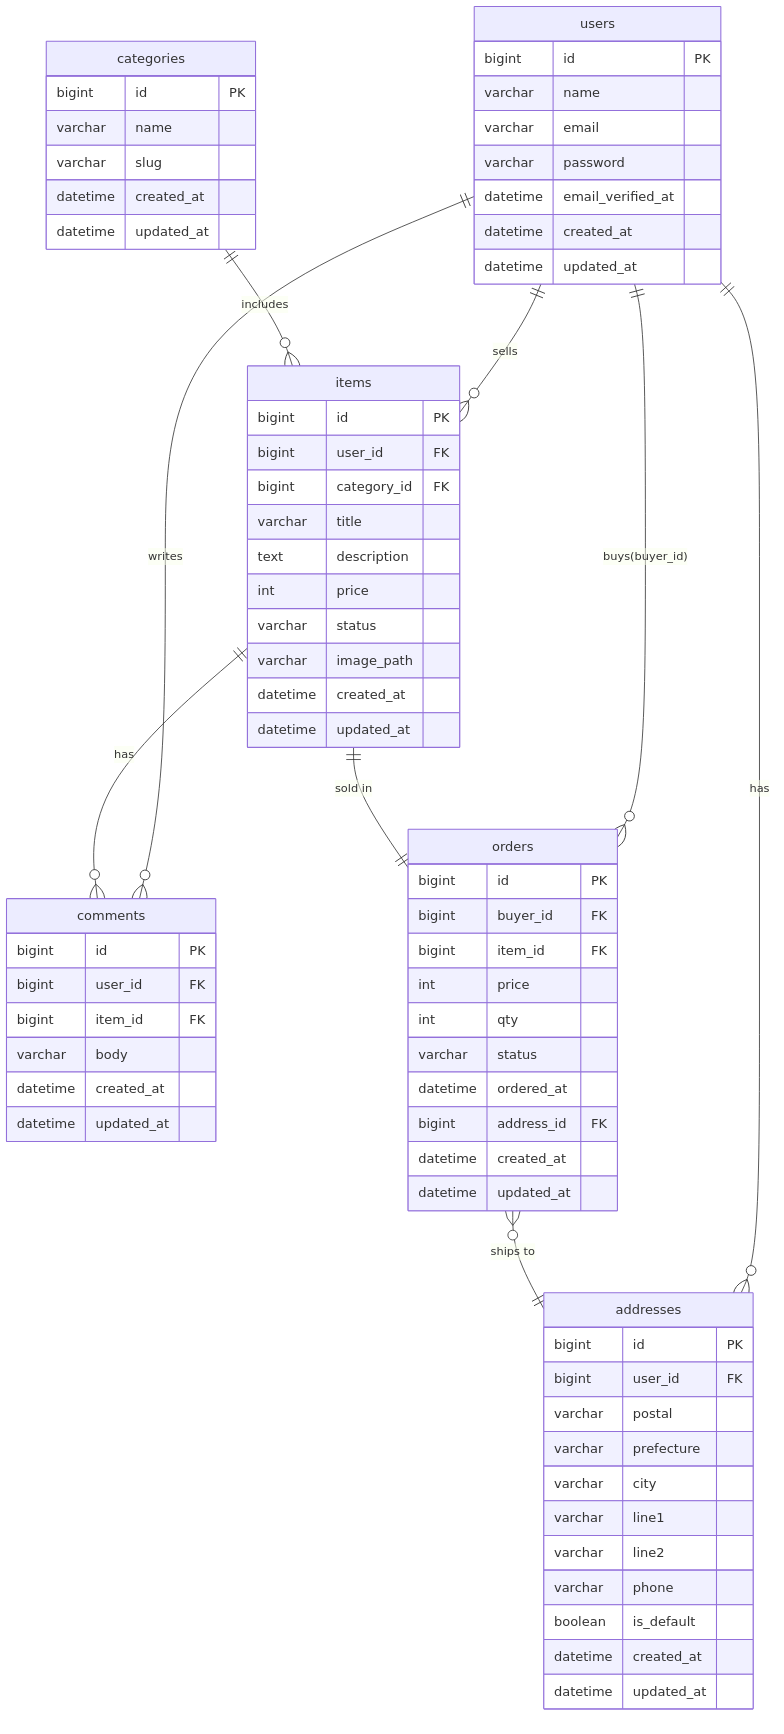 categories
bigint id PK
varchar name
varchar slug
datetime created_at
datetime updated_at
users
bigint id PK
varchar name
varchar email
varchar password
datetime email_verified_at
datetime created_at
datetime updated_at
includes
sells
writes
buys(buyer_id)
items
bigint id PK
bigint user_id FK
bigint category_id FK
varchar title
text description
int price
varchar status
varchar image_path
datetime created_at
datetime updated_at
has
sold in
has
comments
bigint id PK
bigint user_id FK
bigint item_id FK
varchar body
datetime created_at
datetime updated_at
orders
bigint id PK
bigint buyer_id FK
bigint item_id FK
int price
int qty
varchar status
datetime ordered_at
bigint address_id FK
datetime created_at
datetime updated_at
ships to
addresses
bigint id PK
bigint user_id FK
varchar postal
varchar prefecture
varchar city
varchar line1
varchar line2
varchar phone
boolean is_default
datetime created_at
datetime updated_at